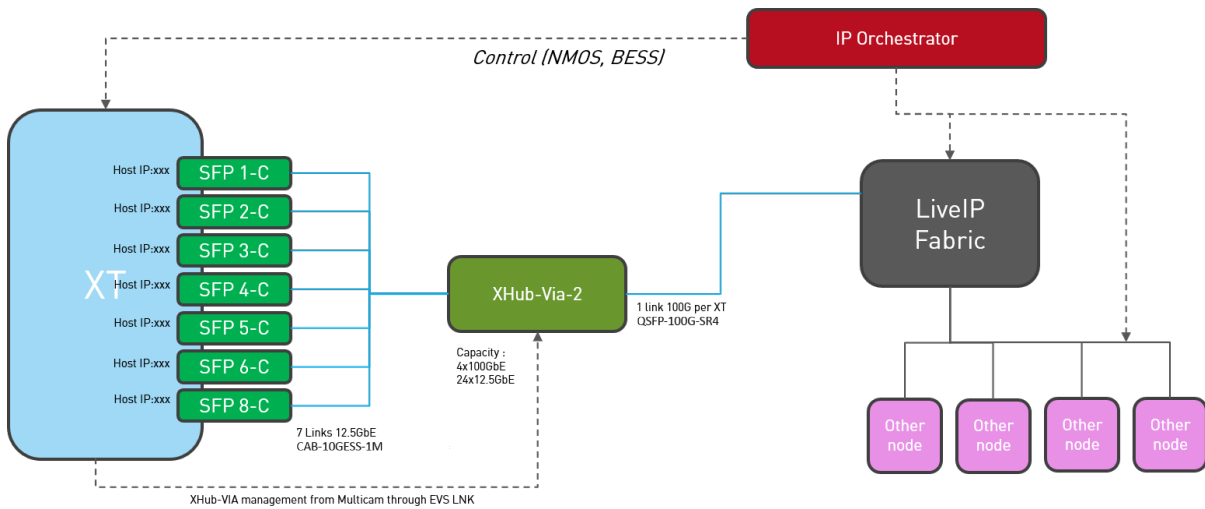 IP Orchestrator
Control (NMOS, BESS)
XT
Host IP:xxx
SFP 1-C
Host IP:xxx
SFP 2-C
Host IP:xxx
SFP 3-C
Host IP:xxx
SFP 4-C
Host IP:xxx
SFP 5-C
Host IP:xxx
SFP 6-C
Host IP:xxx
SFP 8-C
7 Links 12.5GbE
CAB-10GESS-1M
XHub-Via-2
Capacity :
4x100GbE
24x12.5GbE
1 link 100G per XT
QSFP-100G-SR4
LiveIP
Fabric
Other
node
Other
node
Other
node
Other
node
XHub-VIA management from Multicam through EVS LNK